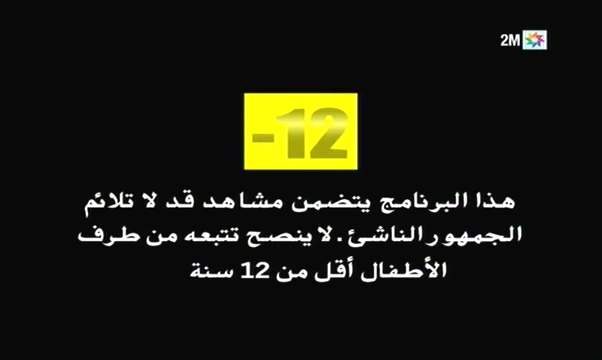 2M
-12
هذا البرنامج يتضمن مشاهد قد لا تلائم
الجمهور الناشئ.لا ينصح تتبعه من طرف
الأطفال أقل من 12 سنة